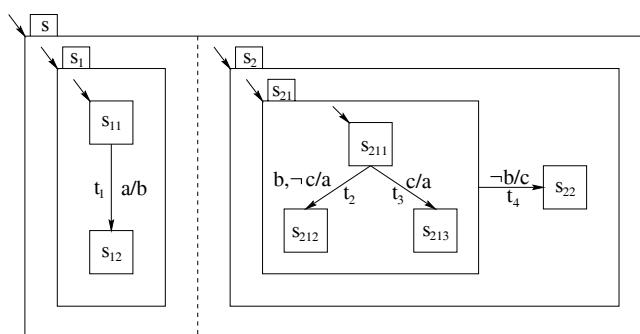 s
s₁
s₂
s₂₁
s₁₁
s₂₁₁
t₁ a/b
b,¬c/a
t₂
c/a
t₃
¬b/c
t₄
s₂₂
s₂₁₂
s₂₁₃
s₁₂